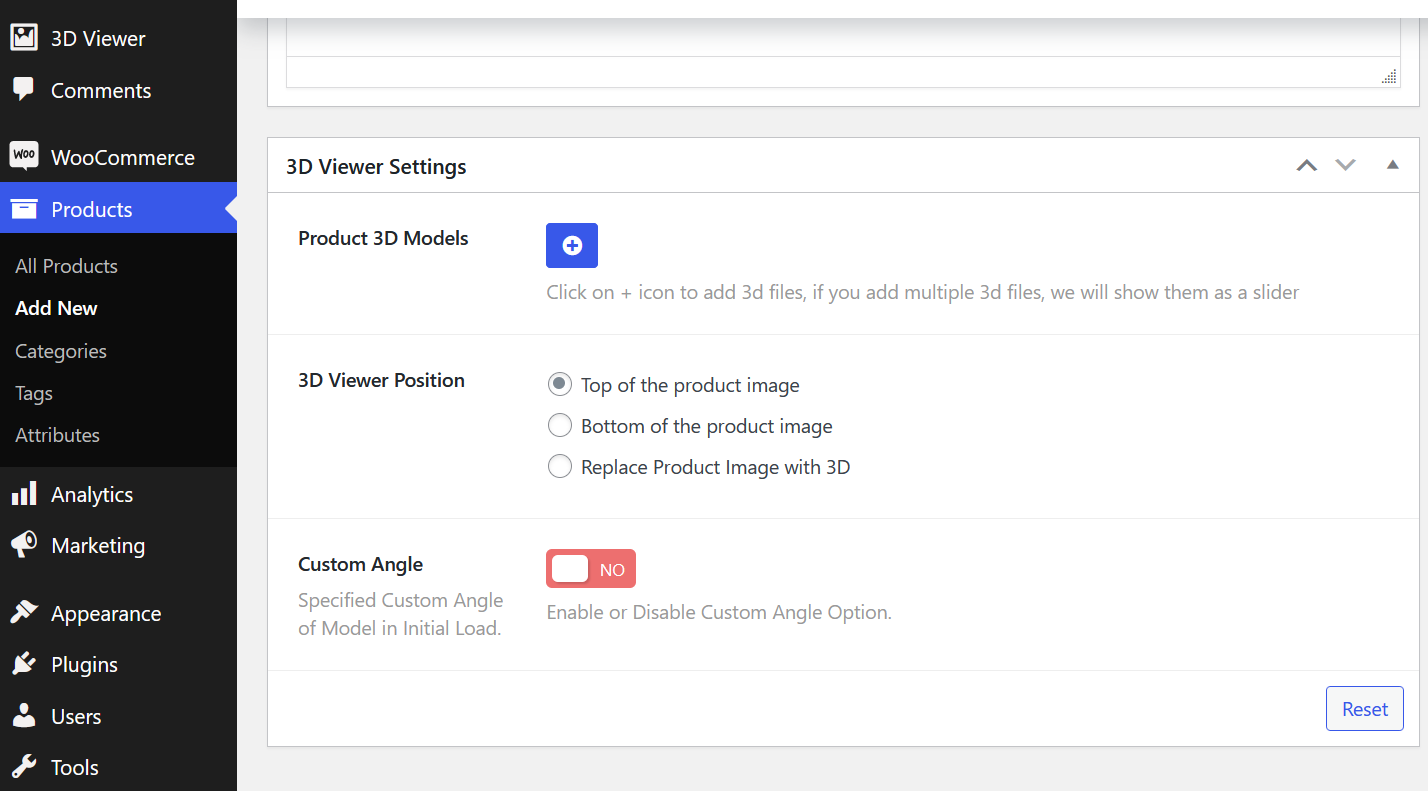 3D Viewer
Comments
Woo WooCommerce
Products
All Products
Add New
Categories
Tags
Attributes
Analytics
Marketing
Appearance
Plugins
Users
Tools
3D Viewer Settings
Product 3D Models
Click on + icon to add 3d files, if you add multiple 3d files, we will show them as a slider
3D Viewer Position
Top of the product image
Bottom of the product image
Replace Product Image with 3D
Custom Angle
Specified Custom Angle
of Model in Initial Load.
NO
Enable or Disable Custom Angle Option.
Reset